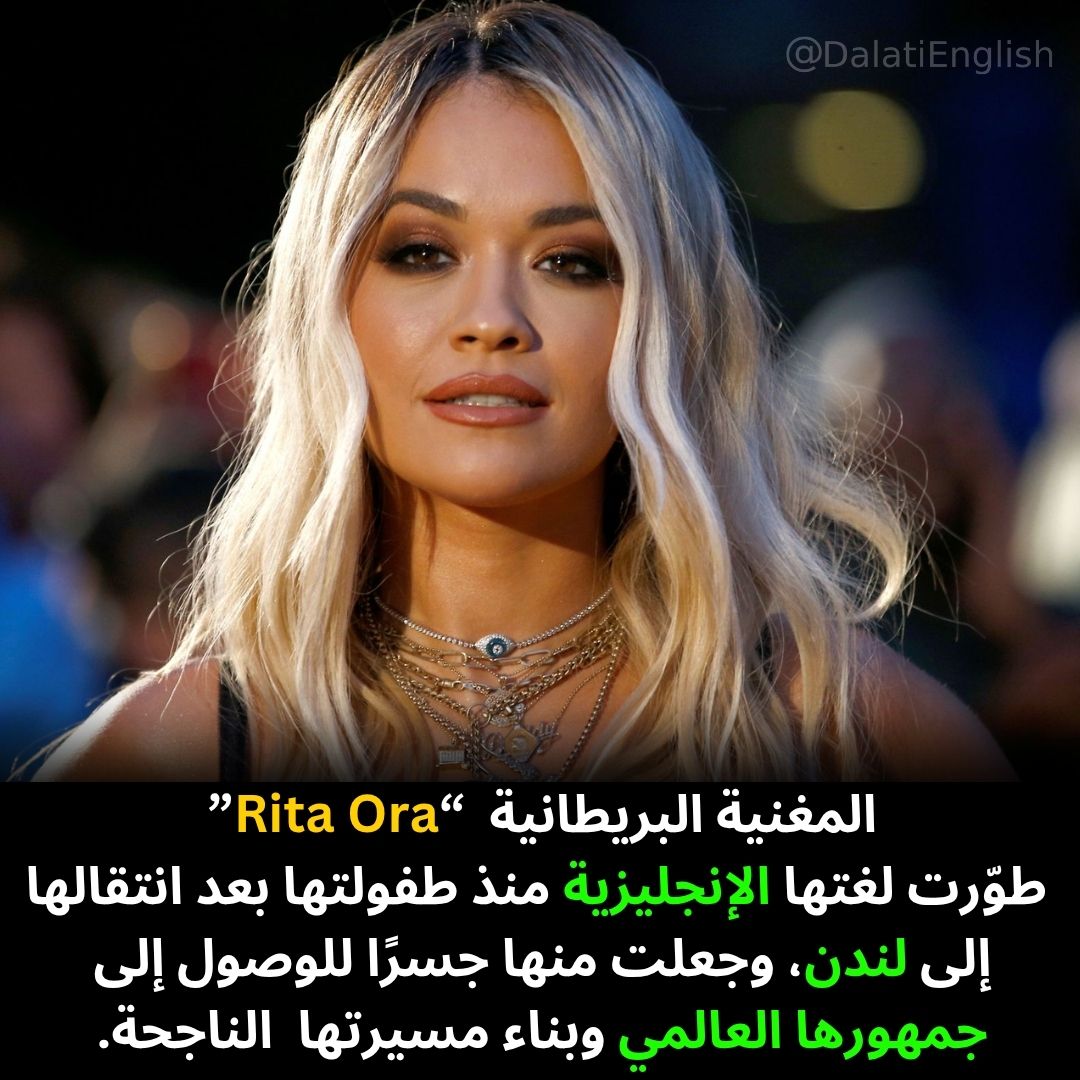 @DalatiEnglish
المغنية البريطانية “Rita Ora”
طوّرت لغتها الإنجليزية منذ طفولتها بعد انتقالها
إلى لندن، وجعلت منها جسرًا للوصول إلى
جمهورها العالمي وبناء مسيرتها الناجحة.